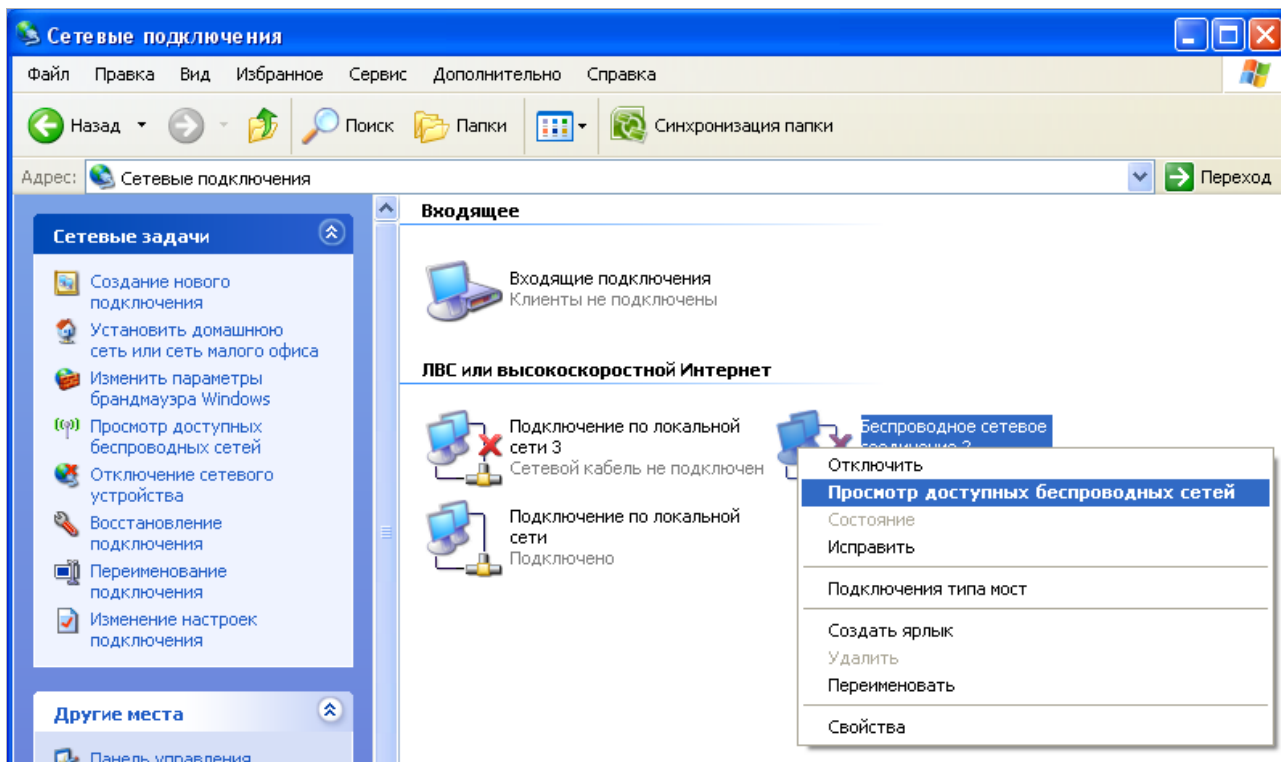 Сетевые подключения
Файл Правка Вид Избранное Сервис Дополнительно Справка
Назад Поиск Папки Синхронизация папки
Адрес: Сетевые подключения Переход
Сетевые задачи
Создание нового
подключения
Установить домашнюю
сеть или сеть малого офиса
Изменить параметры
брандмауэра Windows
Просмотр доступных
беспроводных сетей
Отключение сетевого
устройства
Восстановление
подключения
Переименование
подключения
Изменение настроек
подключения
Другие места
Панель управления
Входящее
Входящие подключения
Клиенты не подключены
ЛВС или высокоскоростной Интернет
Подключение по локальной
сети 3
Сетевой кабель не подключен
Беспроводное сетевое
соединение 2
Подключение по локальной
сети
Подключено
Отключить
Просмотр доступных беспроводных сетей
Состояние
Исправить
Подключения типа мост
Создать ярлык
Удалить
Переименовать
Свойства